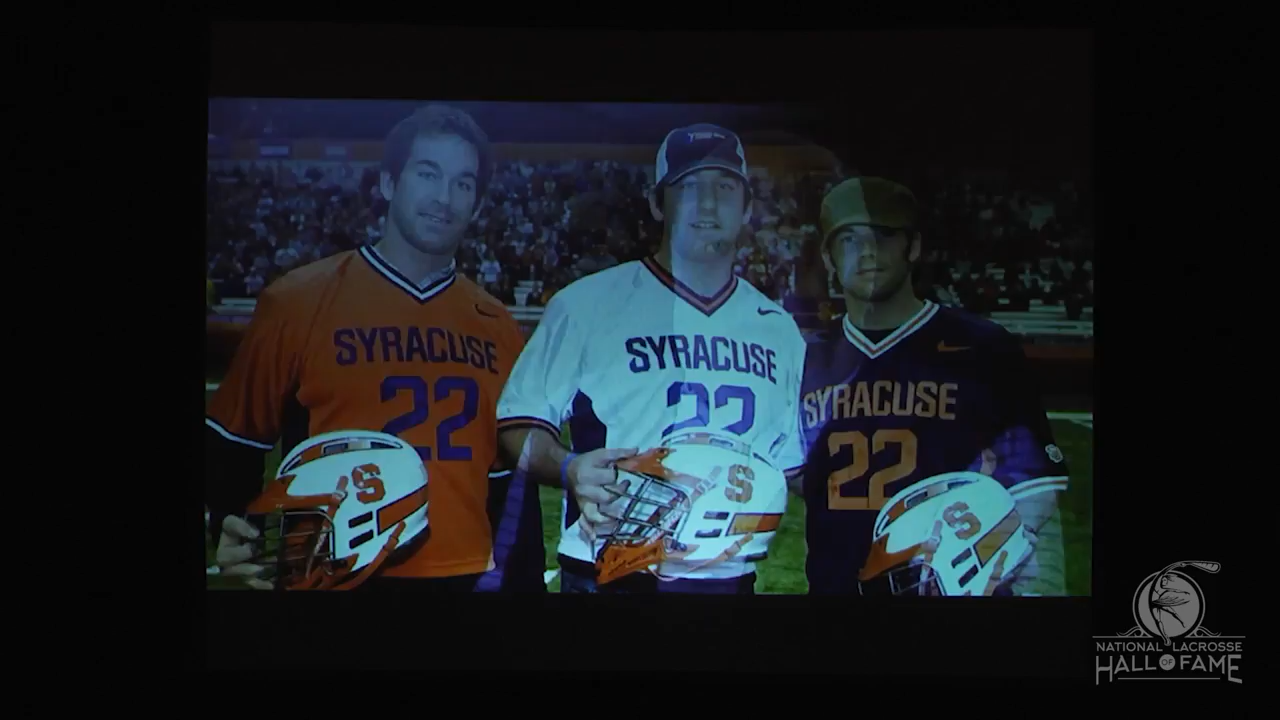 SYRACUSE
22
SYRACUSE
22
SYRACUSE
22
S
S
S
NATIONAL LACROSSE
HALL OF FAME